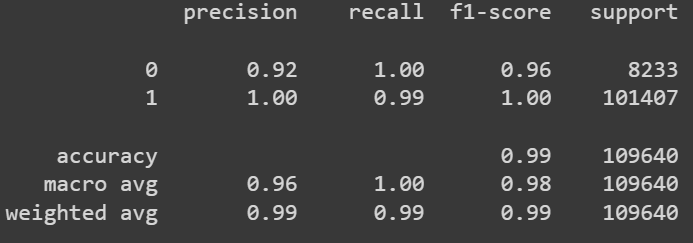 precision recall f1-score support
0 0.92 1.00 0.96 8233
1 1.00 0.99 1.00 101407
accuracy 0.99 109640
macro avg 0.96 1.00 0.98 109640
weighted avg 0.99 0.99 0.99 109640